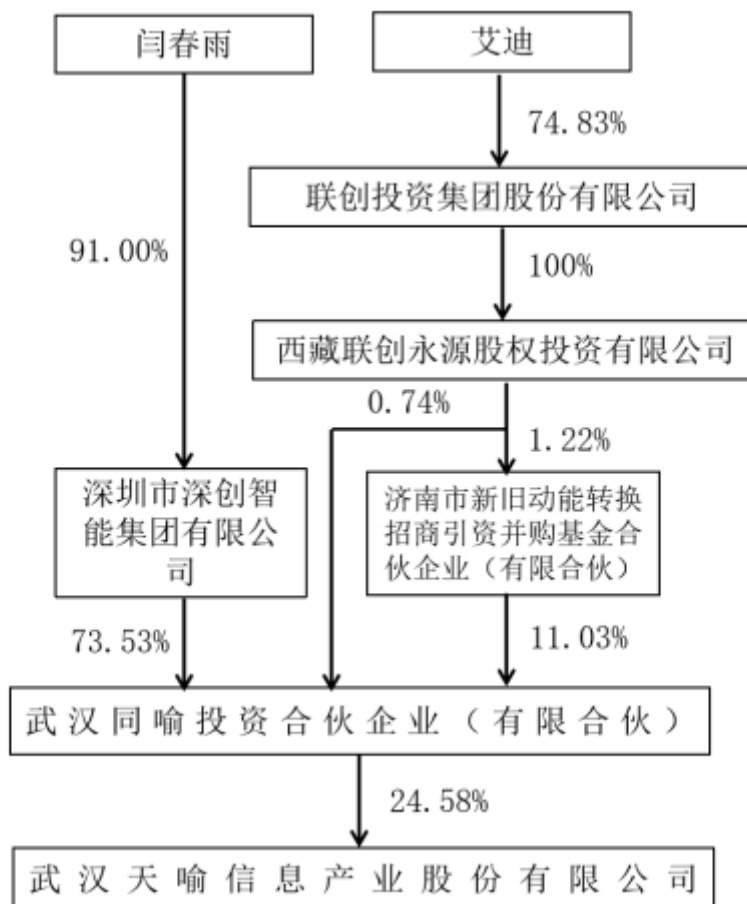 闫春雨
艾迪
74.83%
联创投资集团股份有限公司
91.00%
100%
西藏联创永源股权投资有限公司
0.74%
1.22%
深圳市深创智
能集团有限公
司
济南市新旧动能转换
招商引资并购基金合
伙企业（有限合伙）
73.53%
11.03%
武汉同喻投资合伙企业（有限合伙）
24.58%
武汉天喻信息产业股份有限公司